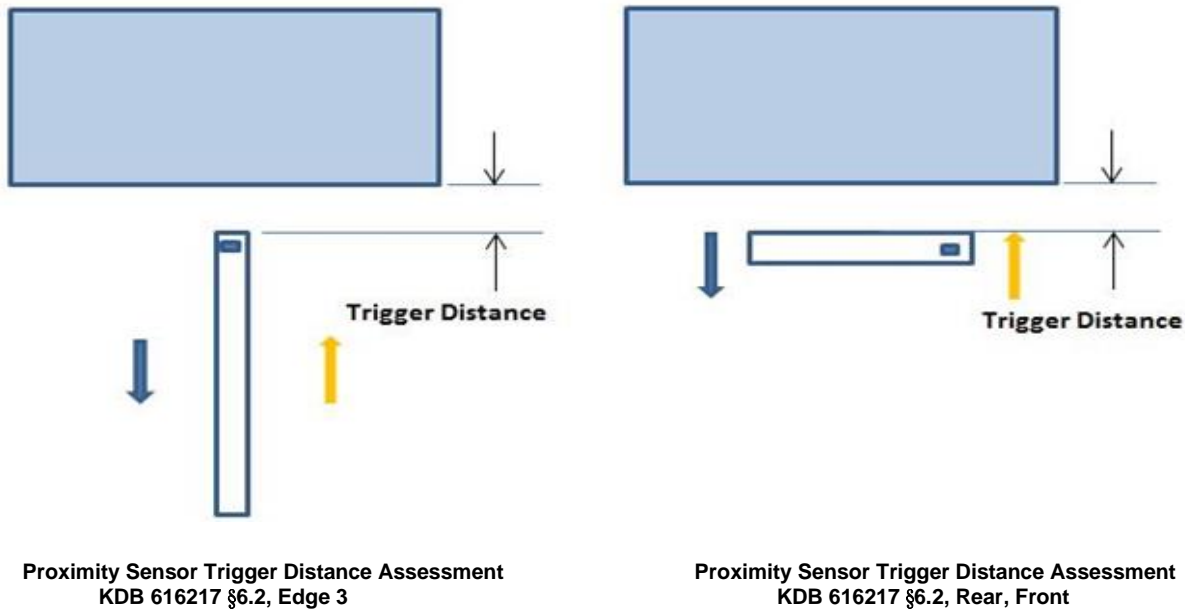 Trigger Distance
Trigger Distance
Proximity Sensor Trigger Distance Assessment
KDB 616217 §6.2, Edge 3
Proximity Sensor Trigger Distance Assessment
KDB 616217 §6.2, Rear, Front